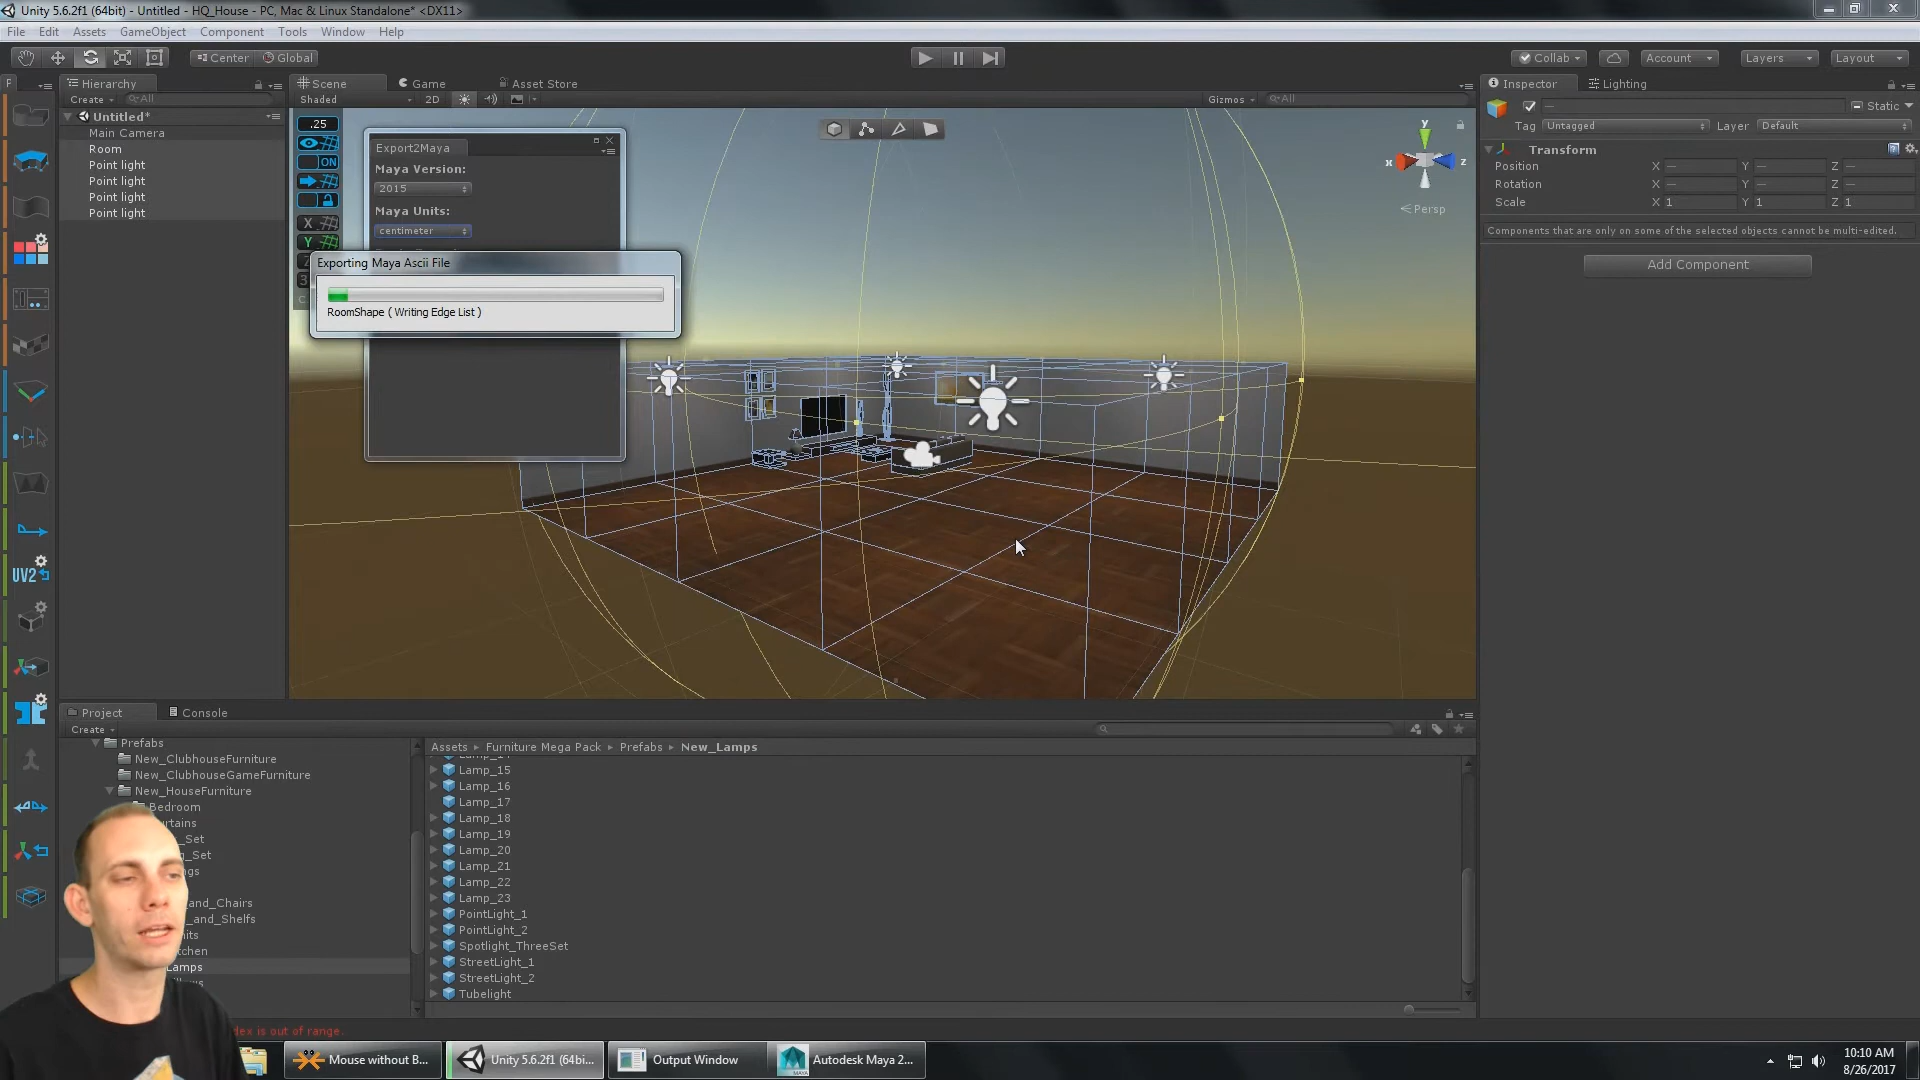 Unity 5.6.2f1 (64bit) - Untitled - HQ_House - PC, Mac & Linux Standalone* <DX11>
File Edit Assets GameObject Component Tools Window Help
Center Global
Collab Account Layers Layout
Hierarchy
Create All
Untitled*
Main Camera
Room
Point light
Point light
Point light
Point light
Scene Game Asset Store
Shaded 2D Gizmos All
.25
ON
X
Y
Export2Maya
Maya Version:
2015
Maya Units:
centimeter
Exporting Maya Ascii File
RoomShape ( Writing Edge List )
y
x
z
Persp
UV2
Inspector Lighting
Static
Tag Untagged Layer Default
Transform
Position X — Y — Z —
Rotation X — Y — Z —
Scale X 1 Y 1 Z 1
Components that are only on some of the selected objects cannot be multi-edited.
Add Component
Project Console
Create
Prefabs
New_ClubhouseFurniture
New_ClubhouseGameFurniture
New_HouseFurniture
Bedroom
urtains
_Set
g_Set
gs
_and_Chairs
_and_Shelfs
its
tchen
Lamps
Assets Furniture Mega Pack Prefabs New_Lamps
Lamp_14
Lamp_15
Lamp_16
Lamp_17
Lamp_18
Lamp_19
Lamp_20
Lamp_21
Lamp_22
Lamp_23
PointLight_1
PointLight_2
Spotlight_ThreeSet
StreetLight_1
StreetLight_2
Tubelight
dex is out of range.
Mouse without B...
Unity 5.6.2f1 (64bi...
Output Window
Autodesk Maya 2...
10:10 AM
8/26/2017